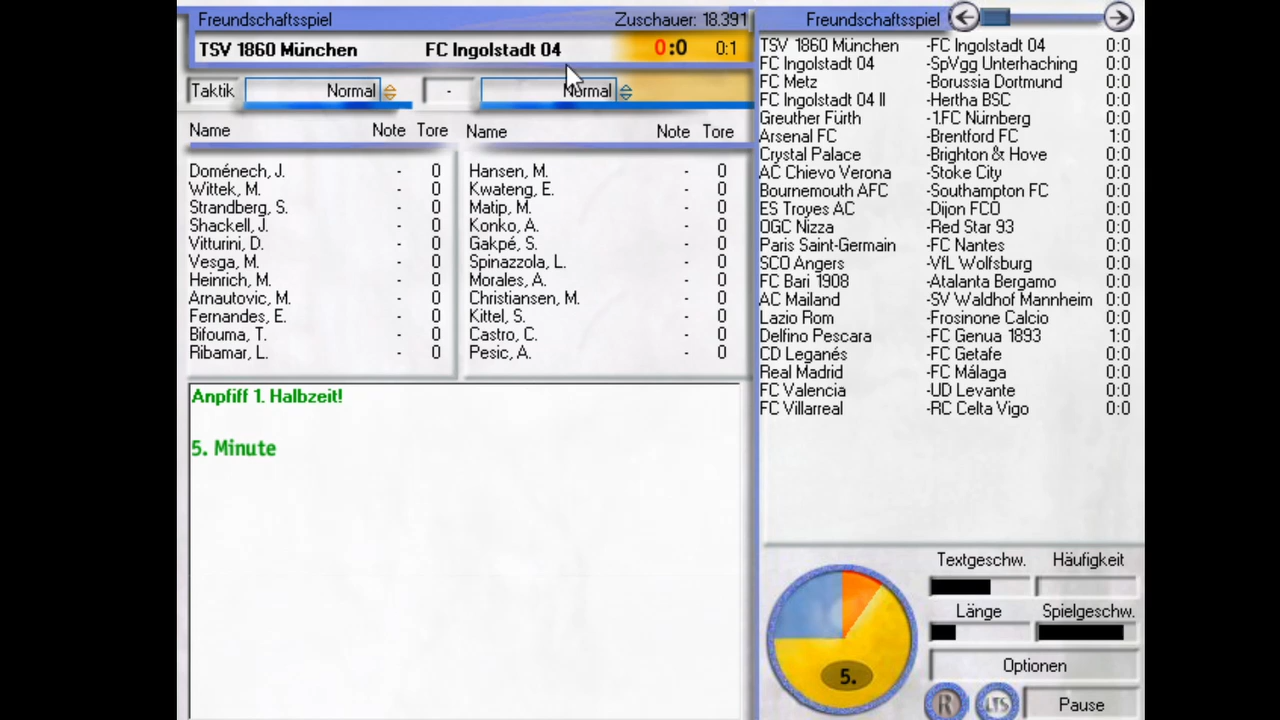 Freundschaftsspiel Zuschauer: 18.391
TSV 1860 München FC Ingolstadt 04 0:0 0:1
Taktik Normal - Normal
Name Note Tore Name Note Tore
Doménech, J. - 0 Hansen, M. - 0
Wittek, M. - 0 Kwateng, E. - 0
Strandberg, S. - 0 Matip, M. - 0
Shackell, J. - 0 Konko, A. - 0
Vitturini, D. - 0 Gakpé, S. - 0
Vesga, M. - 0 Spinazzola, L. - 0
Heinrich, M. - 0 Morales, A. - 0
Arnautovic, M. - 0 Christiansen, M. - 0
Fernandes, E. - 0 Kittel, S. - 0
Bifouma, T. - 0 Castro, C. - 0
Ribamar, L. - 0 Pesic, A. - 0
Anpfiff 1. Halbzeit!
5. Minute
Freundschaftsspiel
TSV 1860 München -FC Ingolstadt 04 0:0
FC Ingolstadt 04 -SpVgg Unterhaching 0:0
FC Metz -Borussia Dortmund 0:0
FC Ingolstadt 04 II -Hertha BSC 0:0
Greuther Fürth -1.FC Nürnberg 0:0
Arsenal FC -Brentford FC 1:0
Crystal Palace -Brighton & Hove 0:0
AC Chievo Verona -Stoke City 0:0
Bournemouth AFC -Southampton FC 0:0
ES Troyes AC -Dijon FCO 0:0
OGC Nizza -Red Star 93 0:0
Paris Saint-Germain -FC Nantes 0:0
SCO Angers -VfL Wolfsburg 0:0
FC Bari 1908 -Atalanta Bergamo 0:0
AC Mailand -SV Waldhof Mannheim 0:0
Lazio Rom -Frosinone Calcio 0:0
Delfino Pescara -FC Genua 1893 1:0
CD Leganés -FC Getafe 0:0
Real Madrid -FC Málaga 0:0
FC Valencia -UD Levante 0:0
FC Villarreal -RC Celta Vigo 0:0
Textgeschw. Häufigkeit
Länge Spielgeschw.
Optionen
5.
R LTS Pause